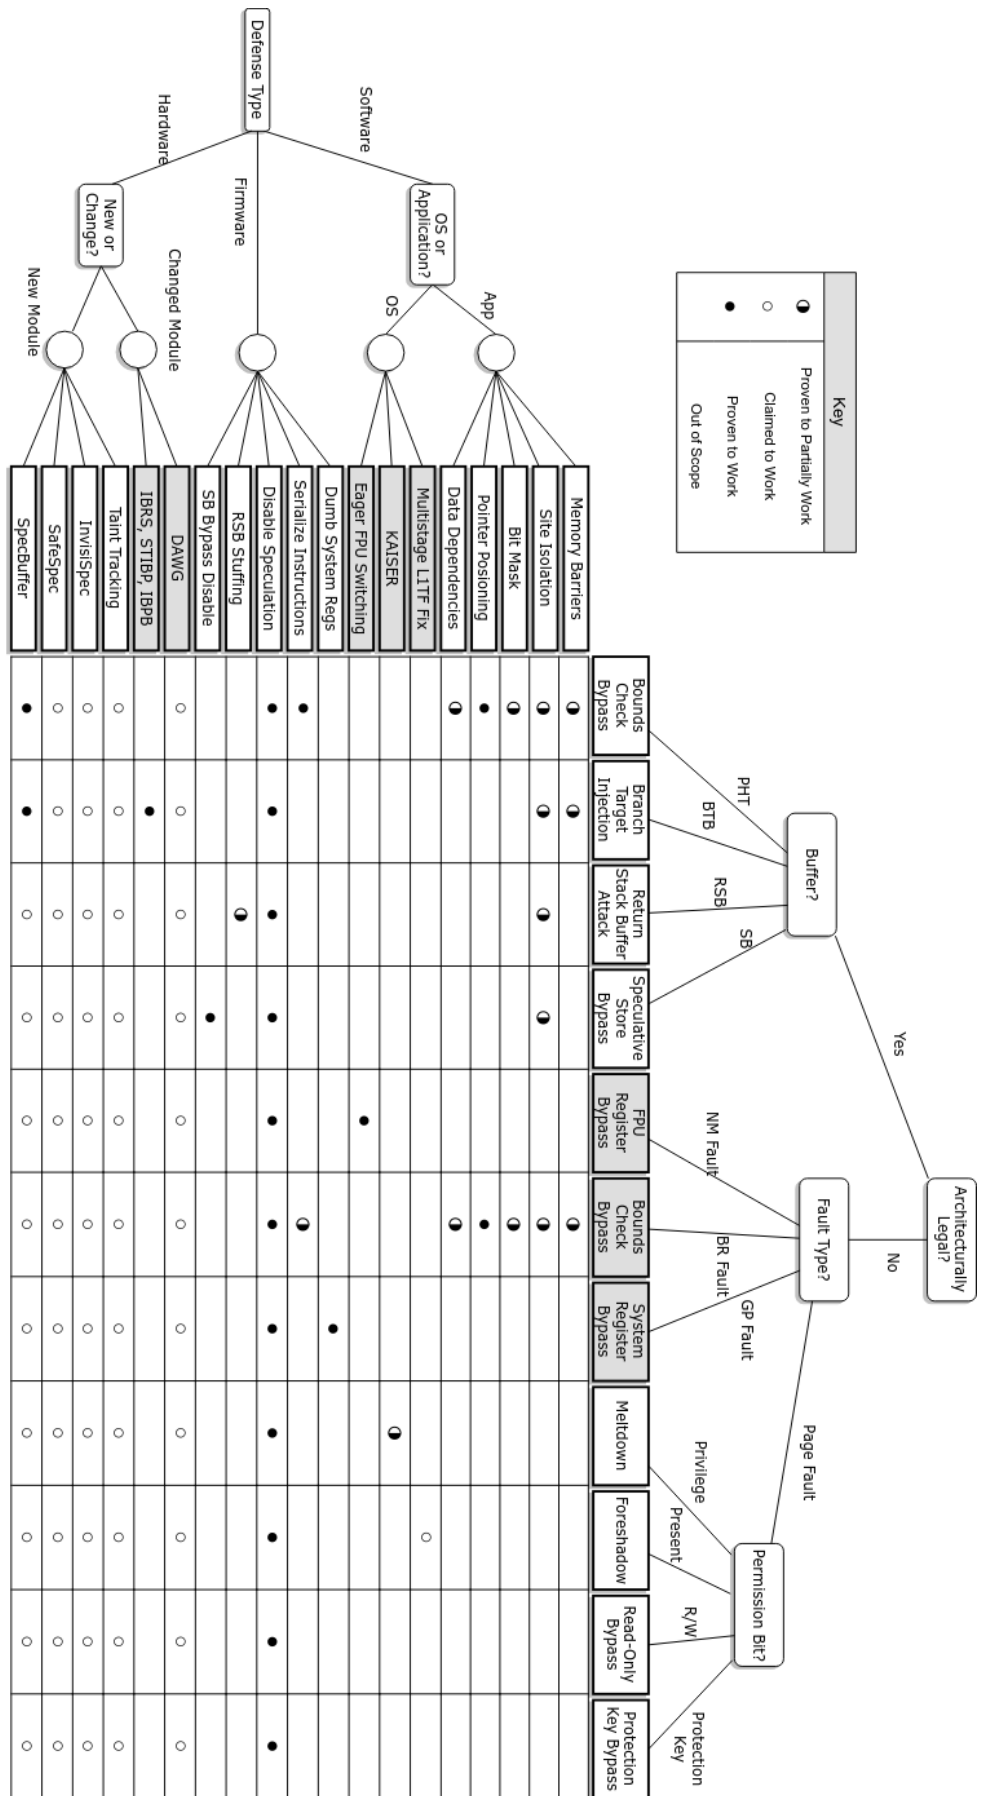 Key
Proven to Partially Work
Claimed to Work
Proven to Work
Out of Scope
Architecturally
Legal?
Yes
No
Buffer?
PHT
BTB
RSB
SB
Fault Type?
NM Fault
BR Fault
GP Fault
Page Fault
Permission Bit?
Privilege
Present
R/W
Protection
Key
Bounds
Check
Bypass
Branch
Target
Injection
Return
Stack Buffer
Attack
Speculative
Store
Bypass
FPU
Register
Bypass
Bounds
Check
Bypass
System
Register
Bypass
Meltdown
Foreshadow
Read-Only
Bypass
Protection
Key Bypass
Defense Type
Software
Firmware
Hardware
OS or
Application?
App
OS
New or
Change?
Changed Module
New Module
Memory Barriers
Site Isolation
Bit Mask
Pointer Posioning
Data Dependencies
Multistage L1TF Fix
KAISER
Eager FPU Switching
Dumb System Regs
Serialize Instructions
Disable Speculation
RSB Stuffing
SB Bypass Disable
DAWG
IBRS, STIBP, IBPB
Taint Tracking
InvisiSpec
SafeSpec
SpecBuffer